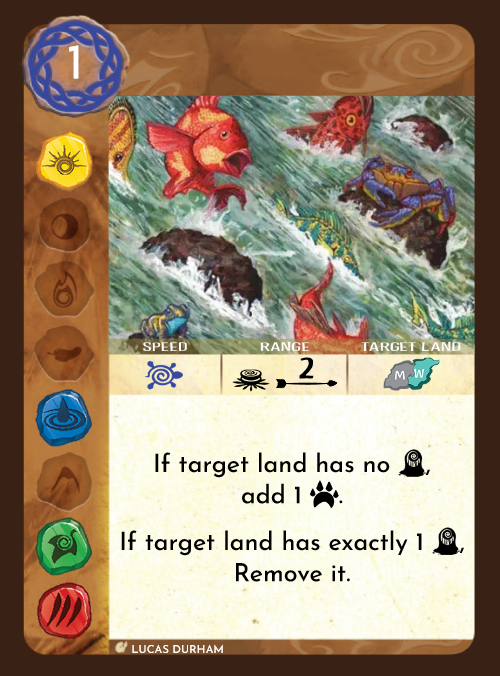 1
SPEED RANGE TARGET LAND
2 M W
If target land has no ,
add 1 .
If target land has exactly 1 ,
Remove it.
LUCAS DURHAM